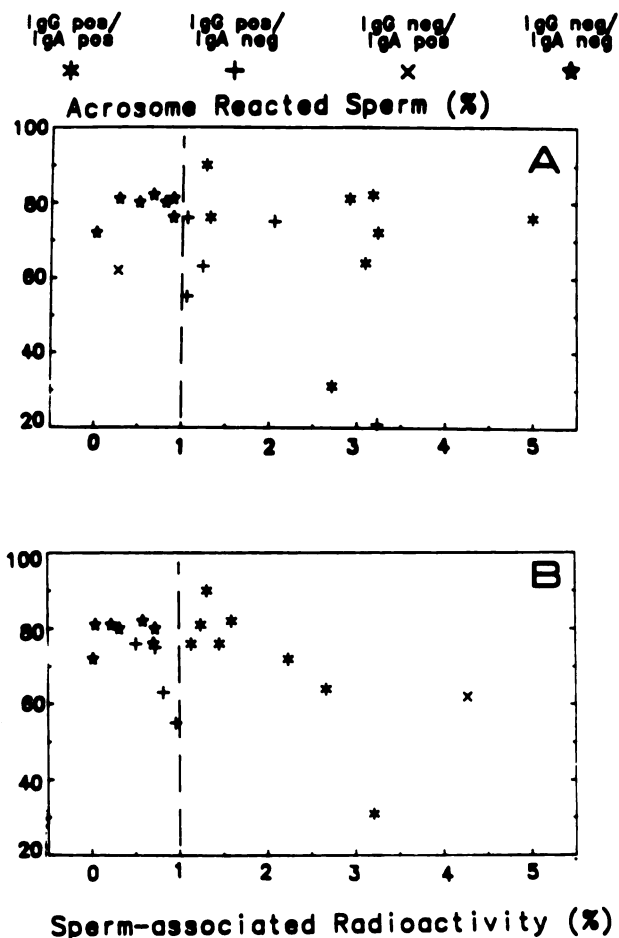 IgG pos/ IgG pos/ IgG neg/ IgG neg/
IgA pos IgA neg IgA pos IgA neg
Acrosome Reacted Sperm (%)
A
100
80
60
40
20
0 1 2 3 4 5
B
100
80
60
40
20
0 1 2 3 4 5
Sperm-associated Radioactivity (%)